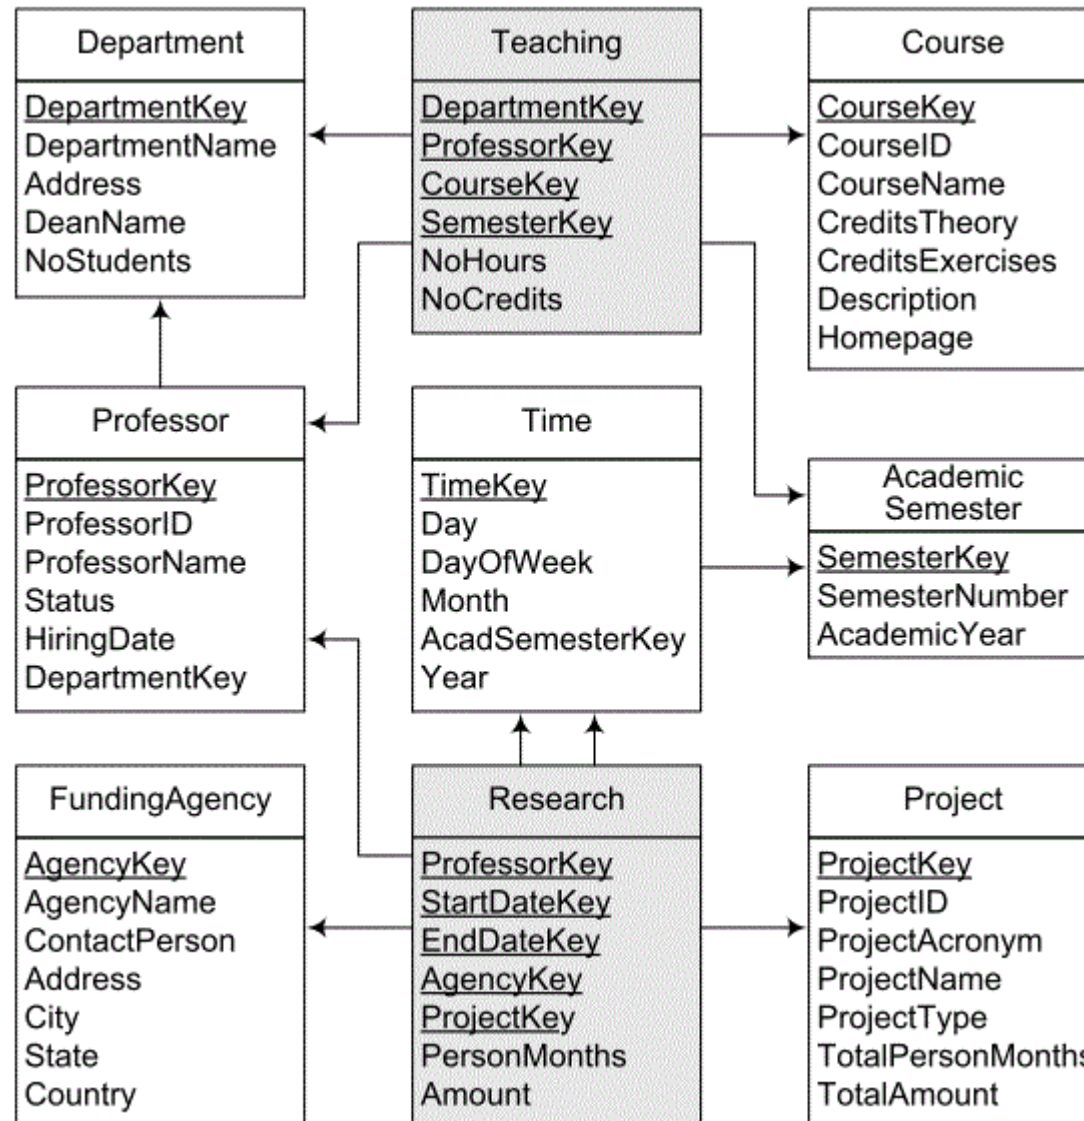 Department
DepartmentKey
DepartmentName
Address
DeanName
NoStudents
Teaching
DepartmentKey
ProfessorKey
CourseKey
SemesterKey
NoHours
NoCredits
Course
CourseKey
CourseID
CourseName
CreditsTheory
CreditsExercises
Description
Homepage
Professor
ProfessorKey
ProfessorID
ProfessorName
Status
HiringDate
DepartmentKey
Time
TimeKey
Day
DayOfWeek
Month
AcadSemesterKey
Year
Academic
Semester
SemesterKey
SemesterNumber
AcademicYear
FundingAgency
AgencyKey
AgencyName
ContactPerson
Address
City
State
Country
Research
ProfessorKey
StartDateKey
EndDateKey
AgencyKey
ProjectKey
PersonMonths
Amount
Project
ProjectKey
ProjectID
ProjectAcronym
ProjectName
ProjectType
TotalPersonMonths
TotalAmount